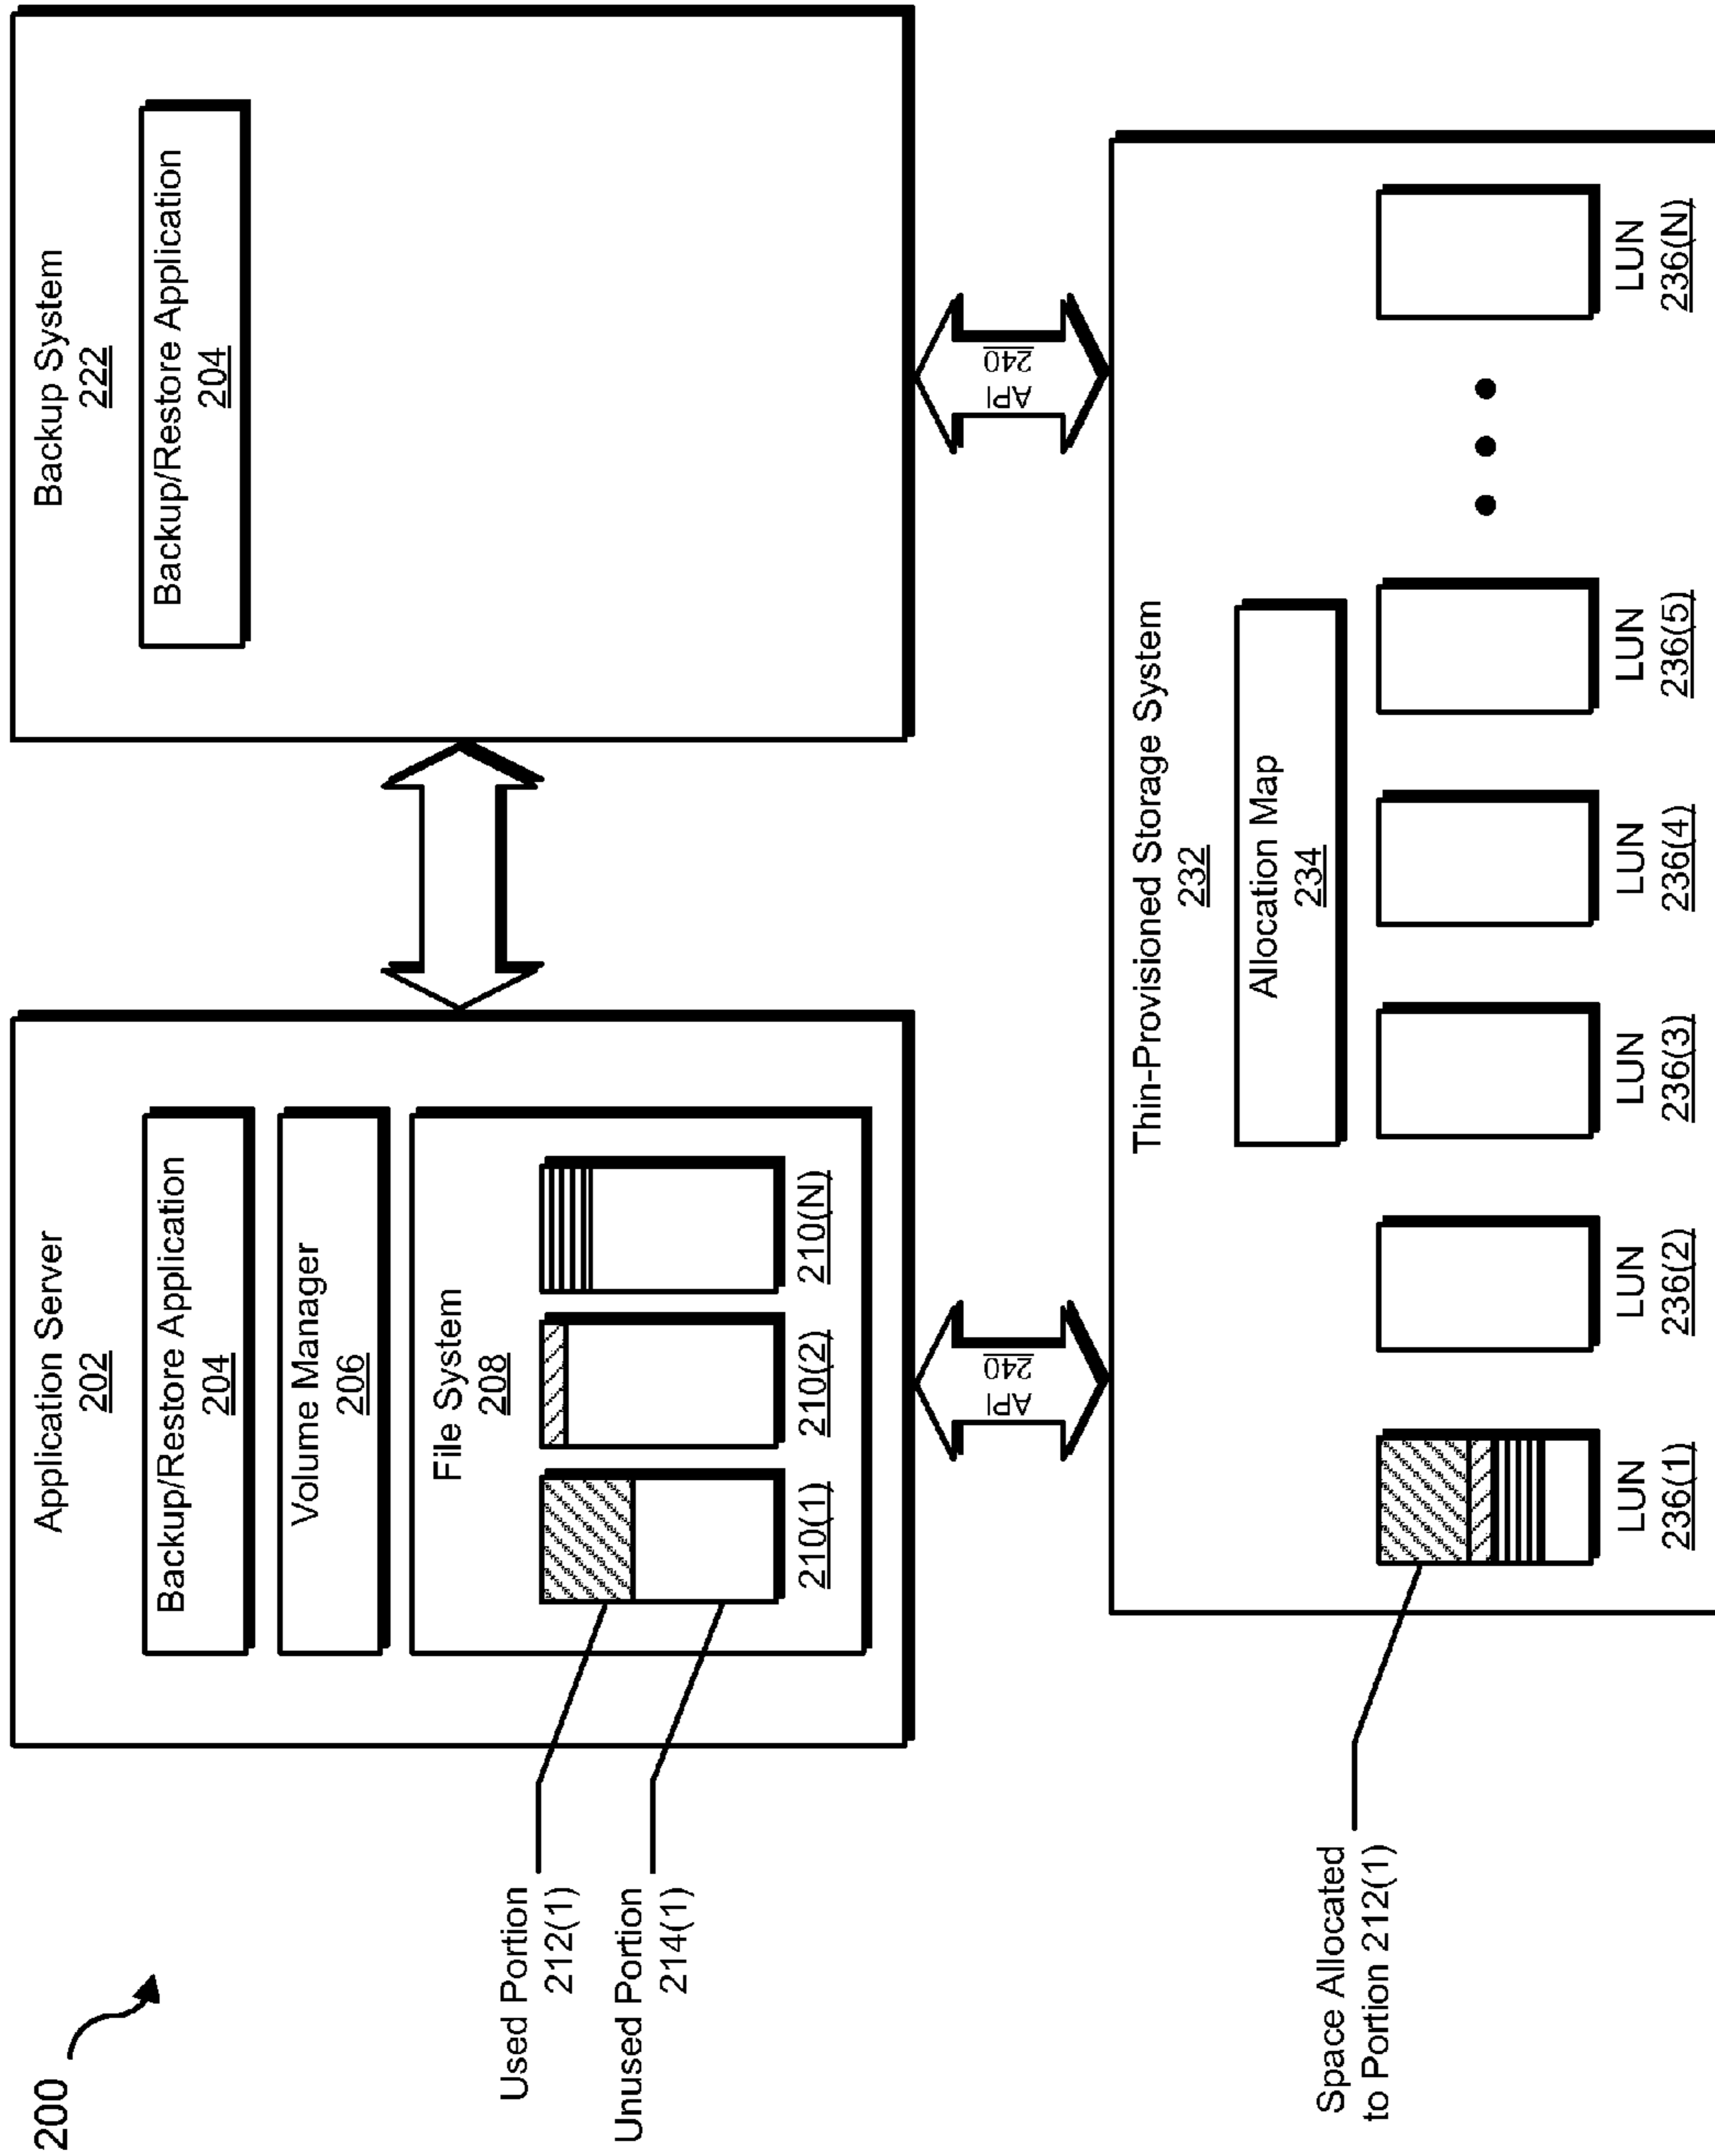 200
Application Server
202
Backup/Restore Application
204
Volume Manager
206
File System
208
210(1)
210(2)
210(N)
Used Portion
212(1)
Unused Portion
214(1)
Backup System
222
Backup/Restore Application
204
API
240
API
240
Thin-Provisioned Storage System
232
Allocation Map
234
LUN
236(1)
LUN
236(2)
LUN
236(3)
LUN
236(4)
LUN
236(5)
LUN
236(N)
Space Allocated
to Portion 212(1)